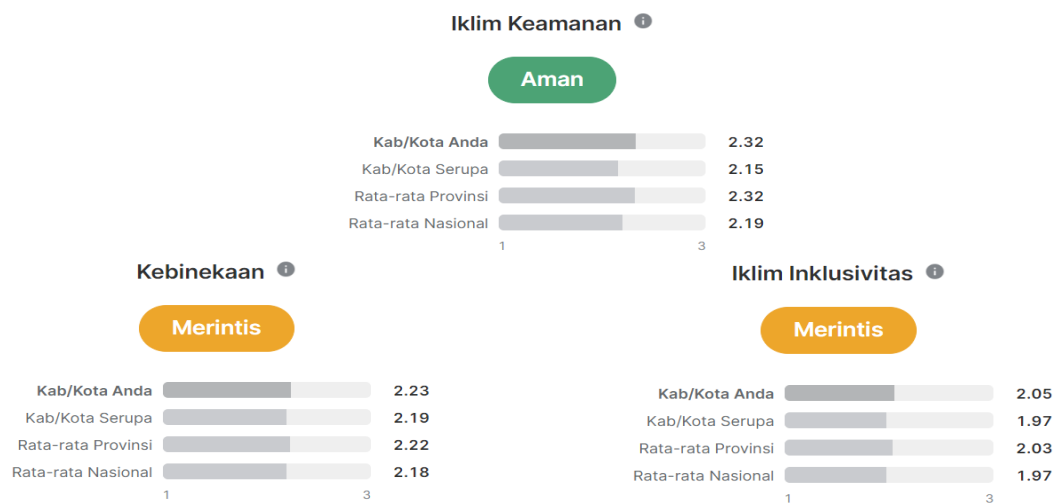 Iklim Keamanan
Aman
Kab/Kota Anda 2.32
Kab/Kota Serupa 2.15
Rata-rata Provinsi 2.32
Rata-rata Nasional 2.19
1 3
Kebinekaan
Merintis
Kab/Kota Anda 2.23
Kab/Kota Serupa 2.19
Rata-rata Provinsi 2.22
Rata-rata Nasional 2.18
1 3
Iklim Inklusivitas
Merintis
Kab/Kota Anda 2.05
Kab/Kota Serupa 1.97
Rata-rata Provinsi 2.03
Rata-rata Nasional 1.97
1 3